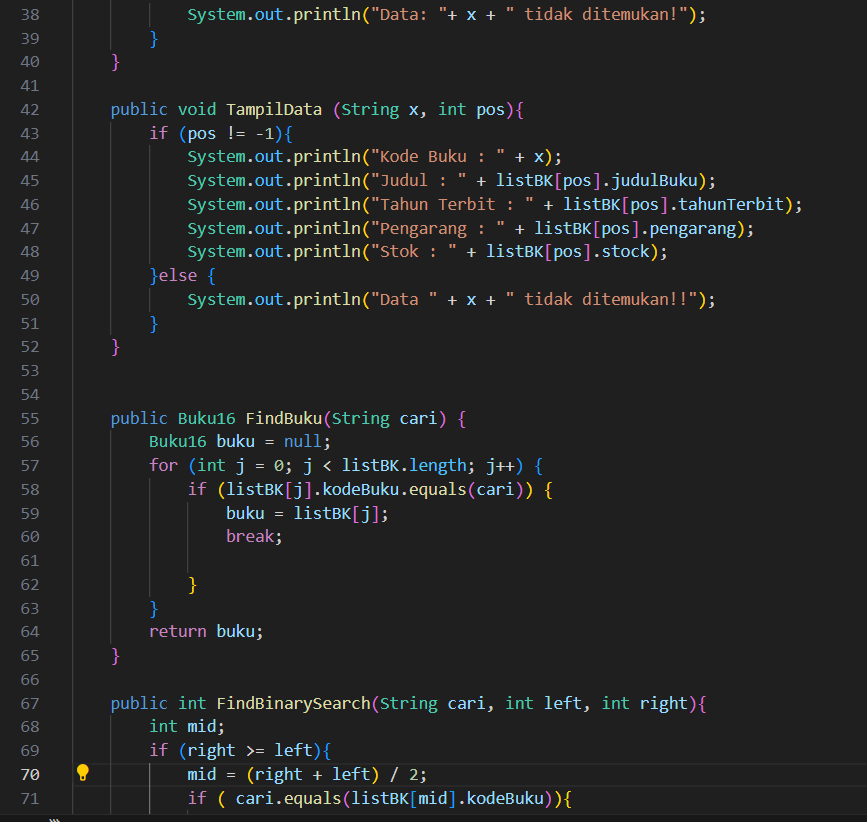 38 System.out.println("Data: "+ x + " tidak ditemukan!");
39 }
40 }
41
42 public void TampilData (String x, int pos){
43 if (pos != -1){
44 System.out.println("Kode Buku : " + x);
45 System.out.println("Judul : " + listBK[pos].judulBuku);
46 System.out.println("Tahun Terbit : " + listBK[pos].tahunTerbit);
47 System.out.println("Pengarang : " + listBK[pos].pengarang);
48 System.out.println("Stok : " + listBK[pos].stock);
49 }else {
50 System.out.println("Data " + x + " tidak ditemukan!!");
51 }
52 }
53
54
55 public Buku16 FindBuku(String cari) {
56 Buku16 buku = null;
57 for (int j = 0; j < listBK.length; j++) {
58 if (listBK[j].kodeBuku.equals(cari)) {
59 buku = listBK[j];
60 break;
61
62 }
63 }
64 return buku;
65 }
66
67 public int FindBinarySearch(String cari, int left, int right){
68 int mid;
69 if (right >= left){
70 mid = (right + left) / 2;
71 if ( cari.equals(listBK[mid].kodeBuku)){